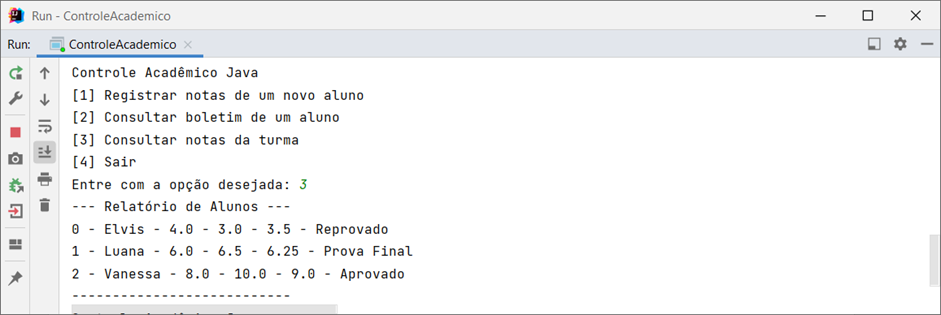 Run - ControleAcademico
Run: ControleAcademico
Controle Acadêmico Java
[1] Registrar notas de um novo aluno
[2] Consultar boletim de um aluno
[3] Consultar notas da turma
[4] Sair
Entre com a opção desejada: 3
--- Relatório de Alunos ---
0 - Elvis - 4.0 - 3.0 - 3.5 - Reprovado
1 - Luana - 6.0 - 6.5 - 6.25 - Prova Final
2 - Vanessa - 8.0 - 10.0 - 9.0 - Aprovado
---------------------------